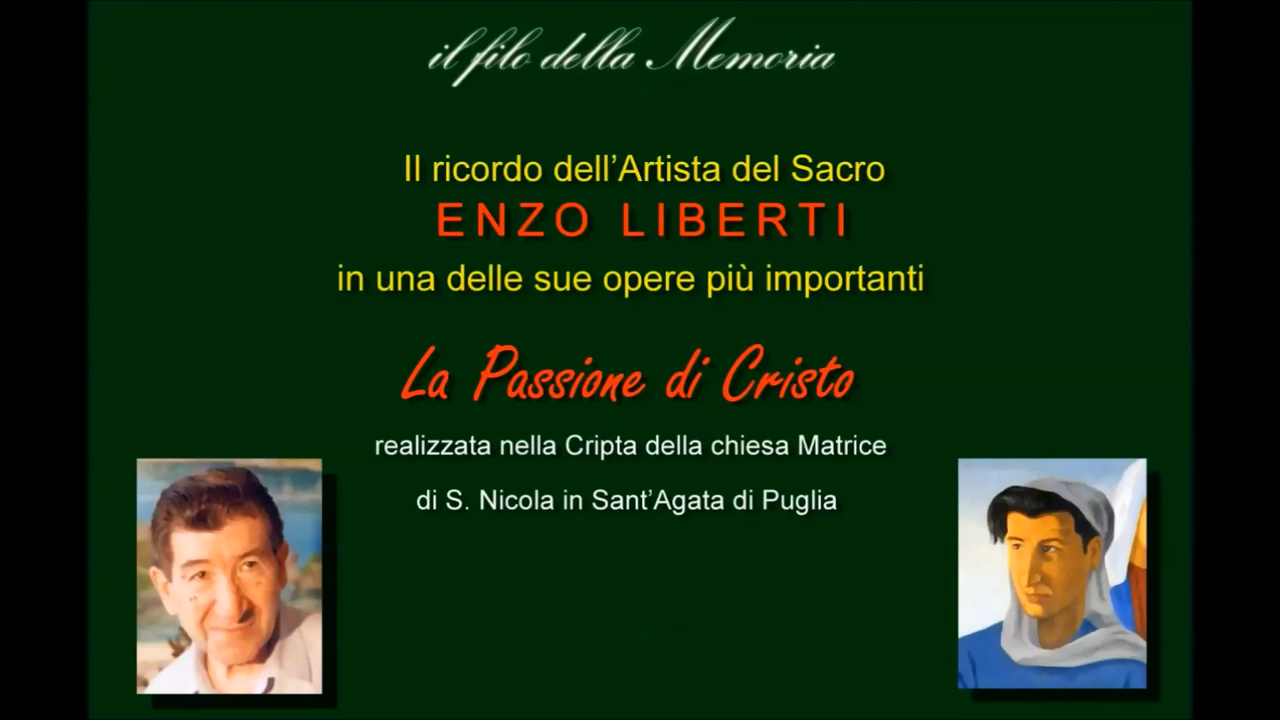 il filo della Memoria
Il ricordo dell'Artista del Sacro
ENZO LIBERTI
in una delle sue opere più importanti
La Passione di Cristo
realizzata nella Cripta della chiesa Matrice
di S. Nicola in Sant'Agata di Puglia